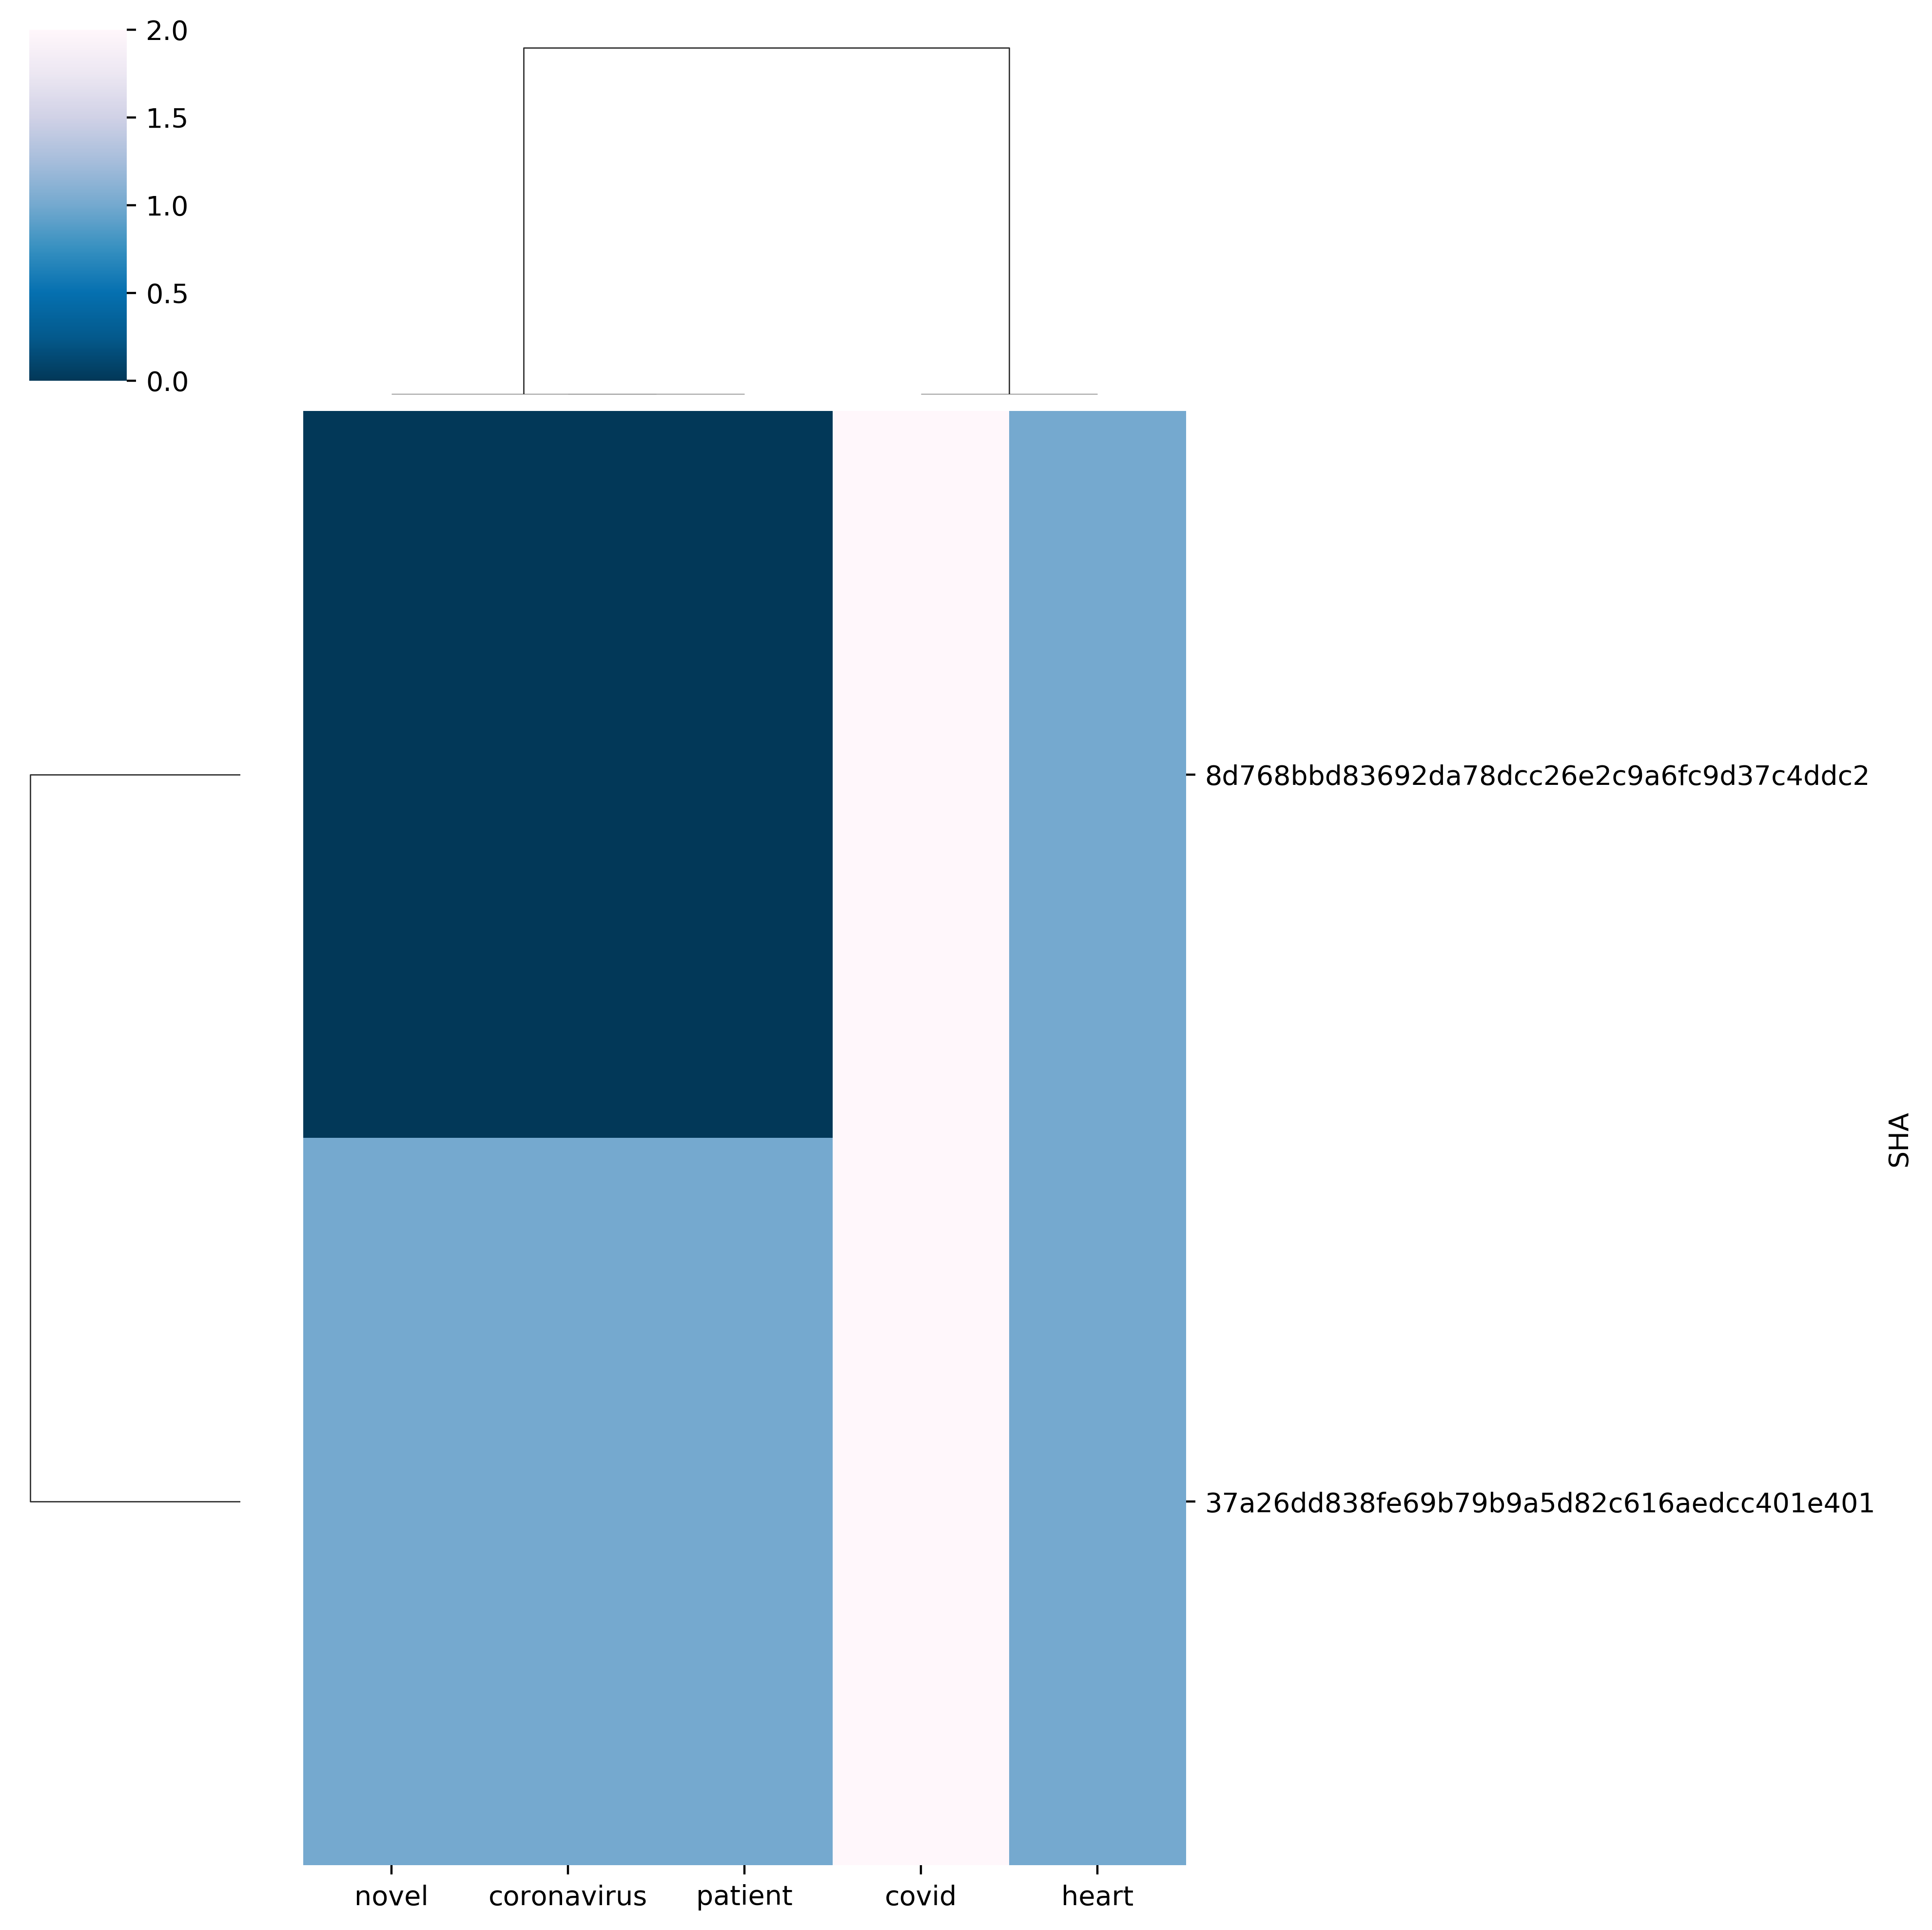 2.0
1.5
1.0
0.5
0.0
8d768bbd83692da78dcc26e2c9a6fc9d37c4ddc2
SHA
37a26dd838fe69b79b9a5d82c616aedcc401e401
novel coronavirus patient covid heart